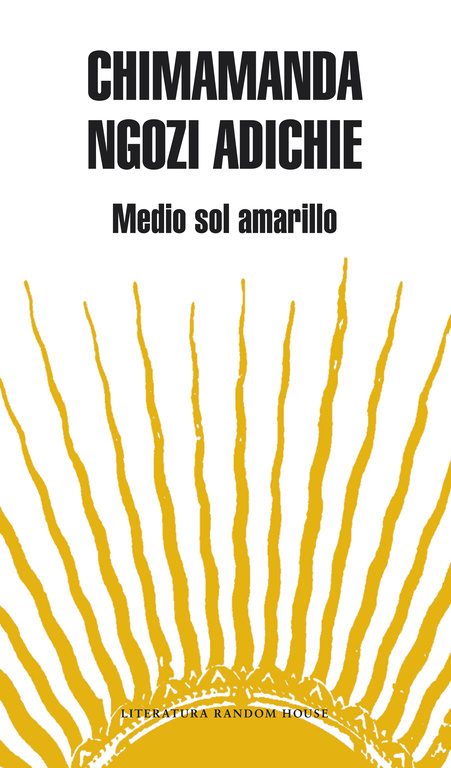 CHIMAMANDA
NGOZI ADICHIE
Medio sol amarillo
LITERATURA RANDOM HOUSE